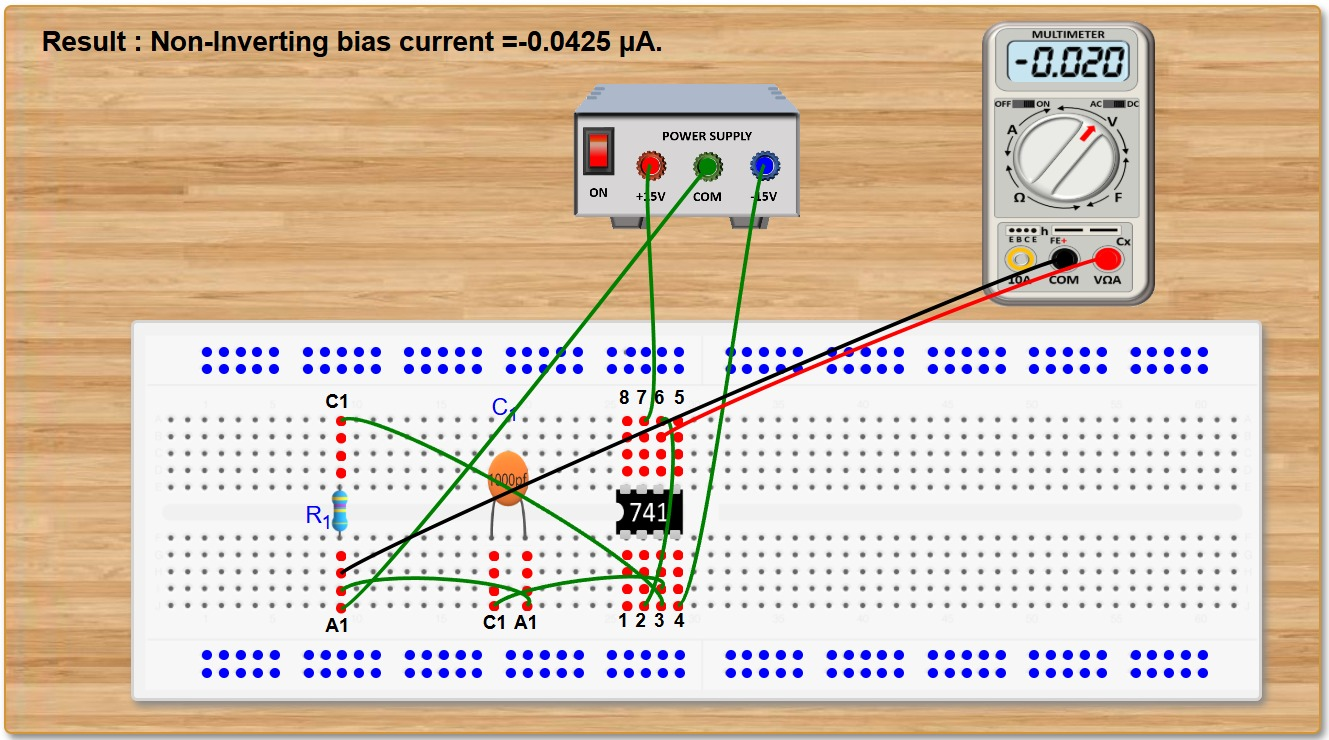 Result : Non-Inverting bias current =-0.0425 µA.
MULTIMETER
-0.020
OFF ON AC DC
A V
Ω F
h
E B C E FE+ Cx
10A COM VΩA
POWER SUPPLY
ON +15V COM -15V
C1 C1 8 7 6 5
1000pf
R1 741
A1 C1 A1 1 2 3 4